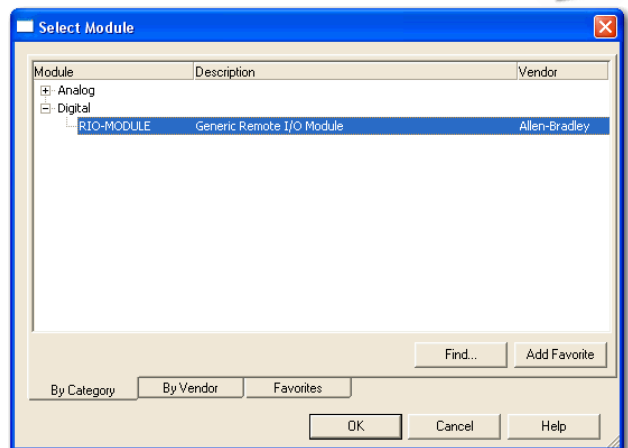 Select Module
Module Description Vendor
Analog
Digital
RIO-MODULE Generic Remote I/O Module Allen-Bradley
Find... Add Favorite
By Category By Vendor Favorites
OK Cancel Help